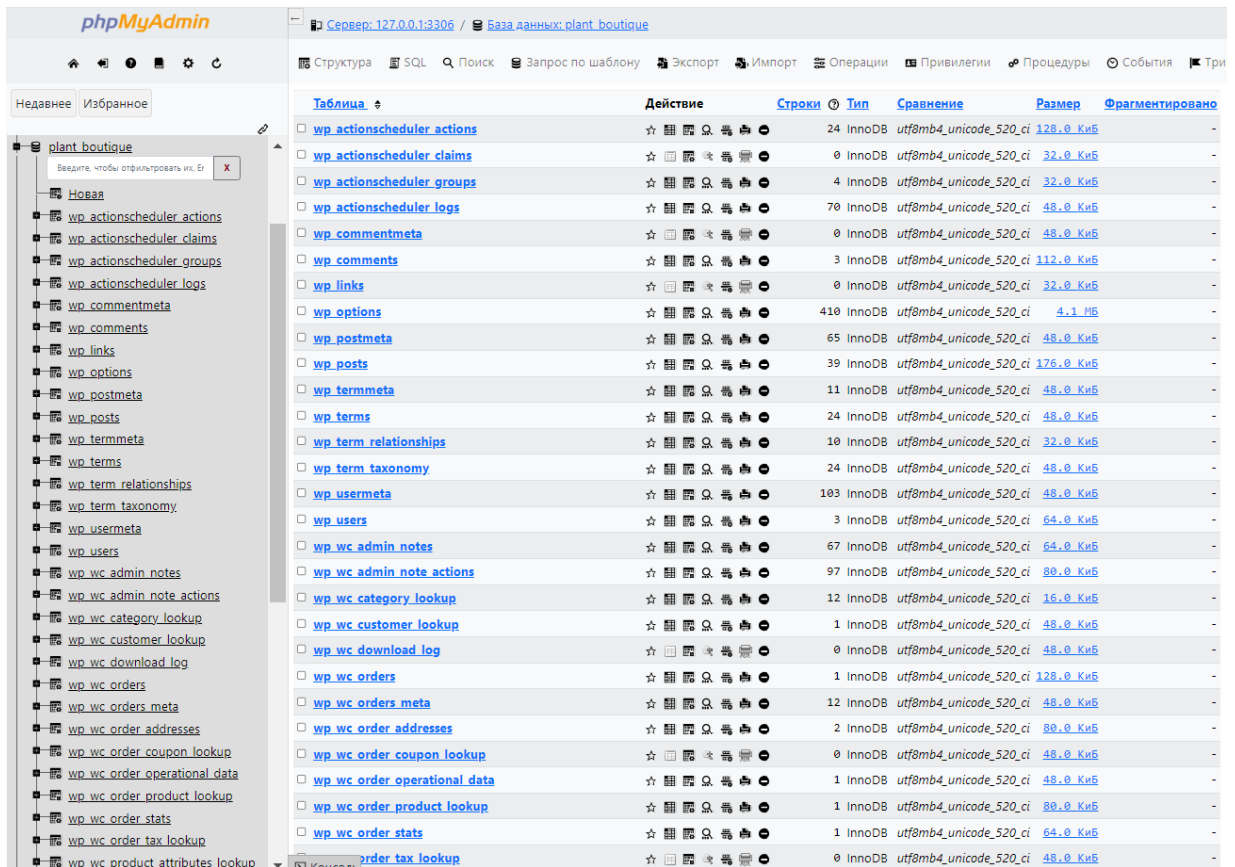 phpMyAdmin
Недавнее Избранное
plant_boutique
Введите, чтобы отфильтровать их, Er X
Новая
wp_actionscheduler_actions
wp_actionscheduler_claims
wp_actionscheduler_groups
wp_actionscheduler_logs
wp_commentmeta
wp_comments
wp_links
wp_options
wp_postmeta
wp_posts
wp_termmeta
wp_terms
wp_term_relationships
wp_term_taxonomy
wp_usermeta
wp_users
wp_wc_admin_notes
wp_wc_admin_note_actions
wp_wc_category_lookup
wp_wc_customer_lookup
wp_wc_download_log
wp_wc_orders
wp_wc_orders_meta
wp_wc_order_addresses
wp_wc_order_coupon_lookup
wp_wc_order_operational_data
wp_wc_order_product_lookup
wp_wc_order_stats
wp_wc_order_tax_lookup
wp_wc_product_attributes_lookup
Сервер: 127.0.0.1:3306 / База данных: plant_boutique
Структура SQL Поиск Запрос по шаблону Экспорт Импорт Операции Привилегии Процедуры События Три
Таблица Действие Строки Тип Сравнение Размер Фрагментировано
wp_actionscheduler_actions 24 InnoDB utf8mb4_unicode_520_ci 128.0 КиБ -
wp_actionscheduler_claims 0 InnoDB utf8mb4_unicode_520_ci 32.0 КиБ -
wp_actionscheduler_groups 4 InnoDB utf8mb4_unicode_520_ci 32.0 КиБ -
wp_actionscheduler_logs 70 InnoDB utf8mb4_unicode_520_ci 48.0 КиБ -
wp_commentmeta 0 InnoDB utf8mb4_unicode_520_ci 48.0 КиБ -
wp_comments 3 InnoDB utf8mb4_unicode_520_ci 112.0 КиБ -
wp_links 0 InnoDB utf8mb4_unicode_520_ci 32.0 КиБ -
wp_options 410 InnoDB utf8mb4_unicode_520_ci 4.1 МБ -
wp_postmeta 65 InnoDB utf8mb4_unicode_520_ci 48.0 КиБ -
wp_posts 39 InnoDB utf8mb4_unicode_520_ci 176.0 КиБ -
wp_termmeta 11 InnoDB utf8mb4_unicode_520_ci 48.0 КиБ -
wp_terms 24 InnoDB utf8mb4_unicode_520_ci 48.0 КиБ -
wp_term_relationships 10 InnoDB utf8mb4_unicode_520_ci 32.0 КиБ -
wp_term_taxonomy 24 InnoDB utf8mb4_unicode_520_ci 48.0 КиБ -
wp_usermeta 103 InnoDB utf8mb4_unicode_520_ci 48.0 КиБ -
wp_users 3 InnoDB utf8mb4_unicode_520_ci 64.0 КиБ -
wp_wc_admin_notes 67 InnoDB utf8mb4_unicode_520_ci 64.0 КиБ -
wp_wc_admin_note_actions 97 InnoDB utf8mb4_unicode_520_ci 80.0 КиБ -
wp_wc_category_lookup 12 InnoDB utf8mb4_unicode_520_ci 16.0 КиБ -
wp_wc_customer_lookup 1 InnoDB utf8mb4_unicode_520_ci 48.0 КиБ -
wp_wc_download_log 0 InnoDB utf8mb4_unicode_520_ci 48.0 КиБ -
wp_wc_orders 1 InnoDB utf8mb4_unicode_520_ci 128.0 КиБ -
wp_wc_orders_meta 12 InnoDB utf8mb4_unicode_520_ci 48.0 КиБ -
wp_wc_order_addresses 2 InnoDB utf8mb4_unicode_520_ci 80.0 КиБ -
wp_wc_order_coupon_lookup 0 InnoDB utf8mb4_unicode_520_ci 48.0 КиБ -
wp_wc_order_operational_data 1 InnoDB utf8mb4_unicode_520_ci 48.0 КиБ -
wp_wc_order_product_lookup 1 InnoDB utf8mb4_unicode_520_ci 80.0 КиБ -
wp_wc_order_stats 1 InnoDB utf8mb4_unicode_520_ci 64.0 КиБ -
order_tax_lookup 0 InnoDB utf8mb4_unicode_520_ci 48.0 КиБ -